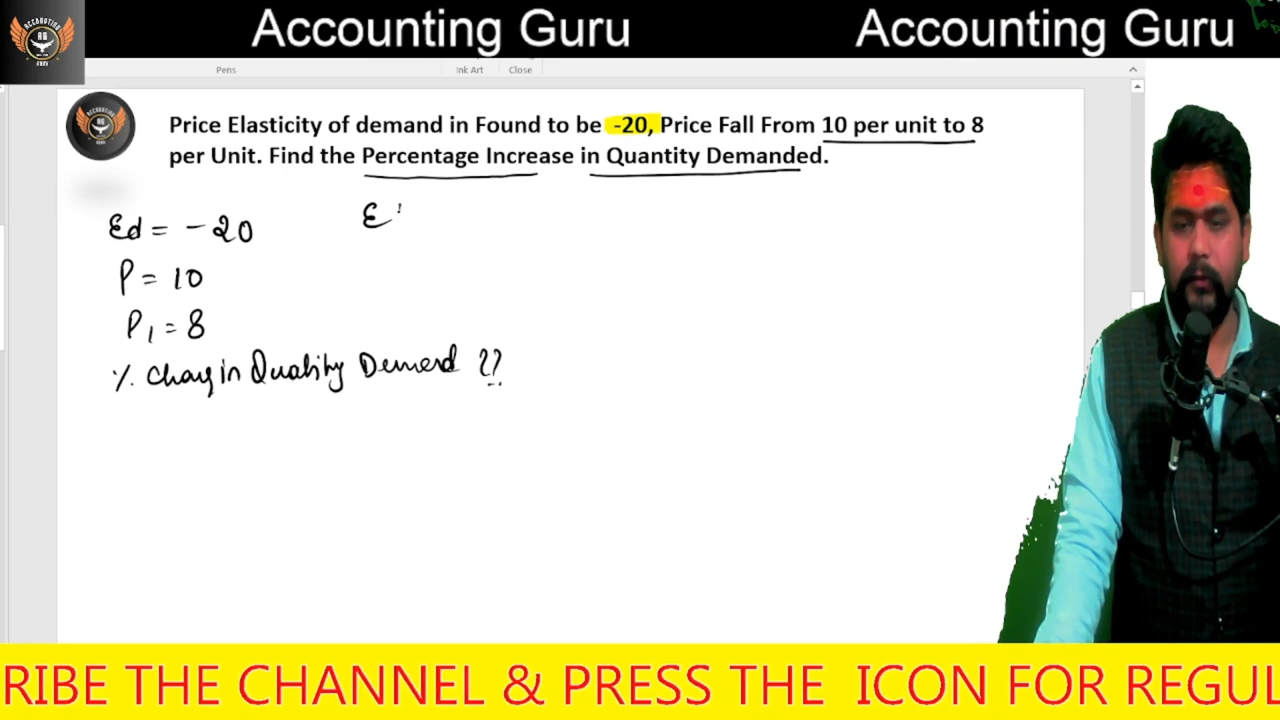 Accounting Guru
Accounting Guru
Pens
Ink Art
Close
Price Elasticity of demand in Found to be -20, Price Fall From 10 per unit to 8
per Unit. Find the Percentage Increase in Quantity Demanded.
Ed = -20
E
P = 10
P1 = 8
% Chang in Quality Demand ??
RIBE THE CHANNEL & PRESS THE ICON FOR REGUL